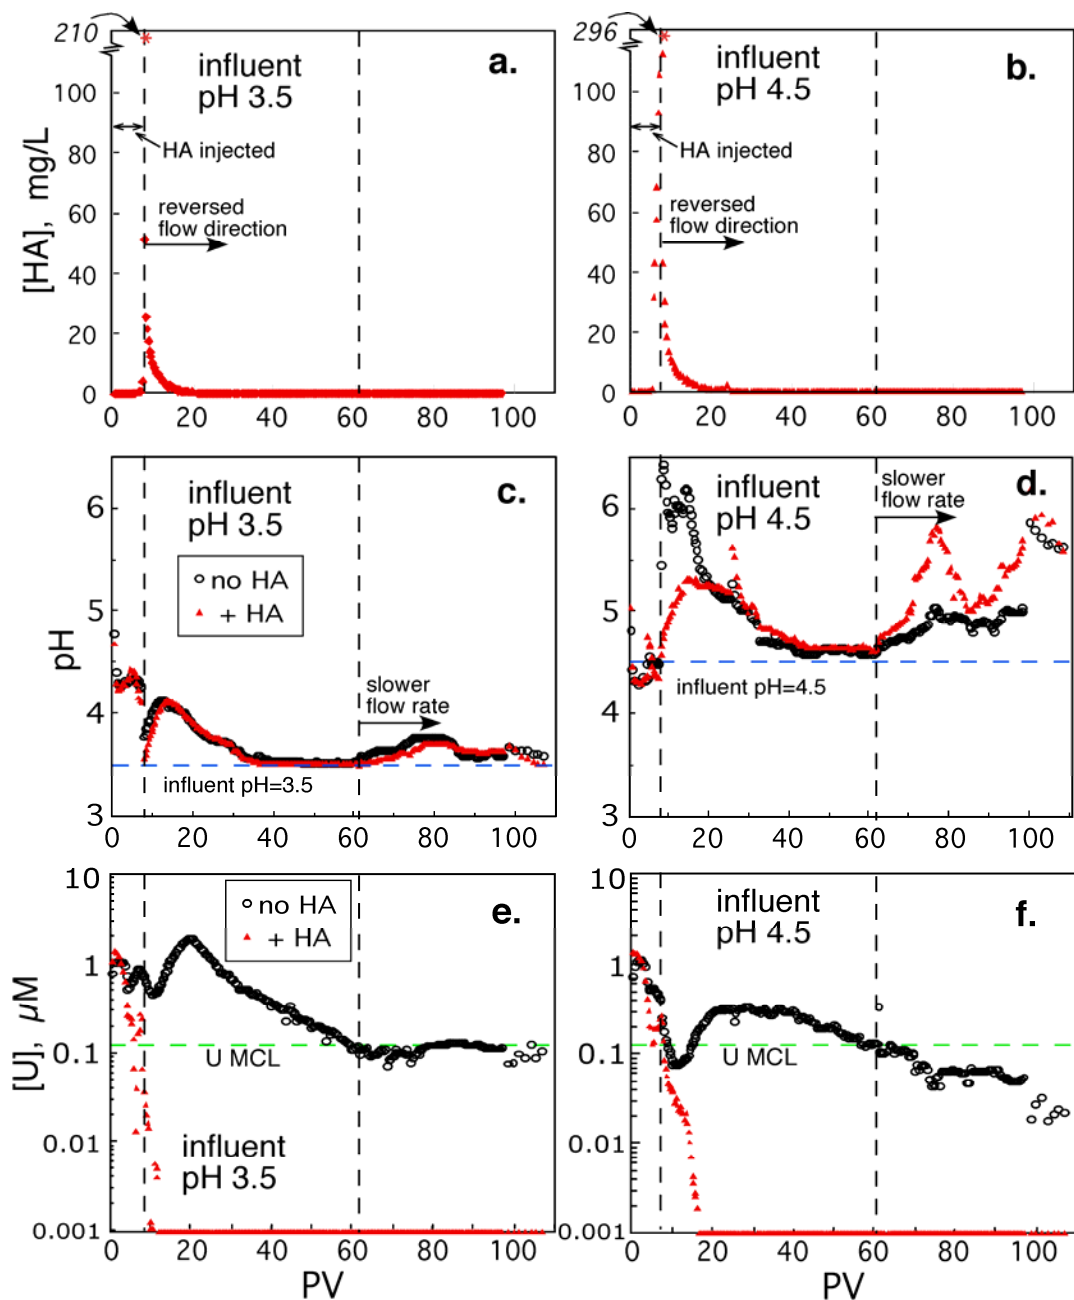 210
influent
pH 3.5
a.
100
HA injected
80
reversed
flow direction
60
40
20
0
[HA], mg/L
0 20 40 60 80 100
296
influent
pH 4.5
b.
100
HA injected
80
reversed
flow direction
60
40
20
0
0 20 40 60 80 100
c.
influent
pH 3.5
6
no HA
+ HA
5
pH
slower
flow rate
4
influent pH=3.5
3
0 20 40 60 80 100
slower
flow rate
d.
influent
pH 4.5
6
5
influent pH=4.5
4
3
0 20 40 60 80 100
10
no HA
+ HA
e.
1
[U], µM
0.1
U MCL
0.01
influent
pH 3.5
0.001
0 20 40 60 80 100
PV
10
influent
pH 4.5
f.
1
0.1
U MCL
0.01
0.001
0 20 40 60 80 100
PV